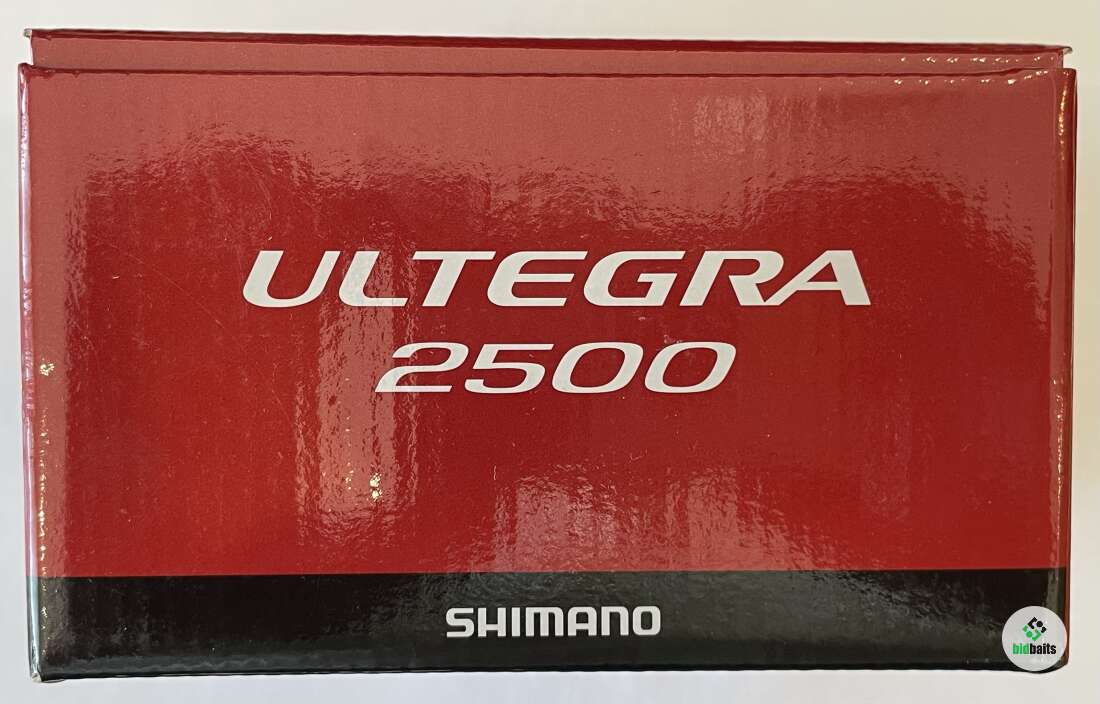 ULTEGRA
2500
SHIMANO
bidbaits